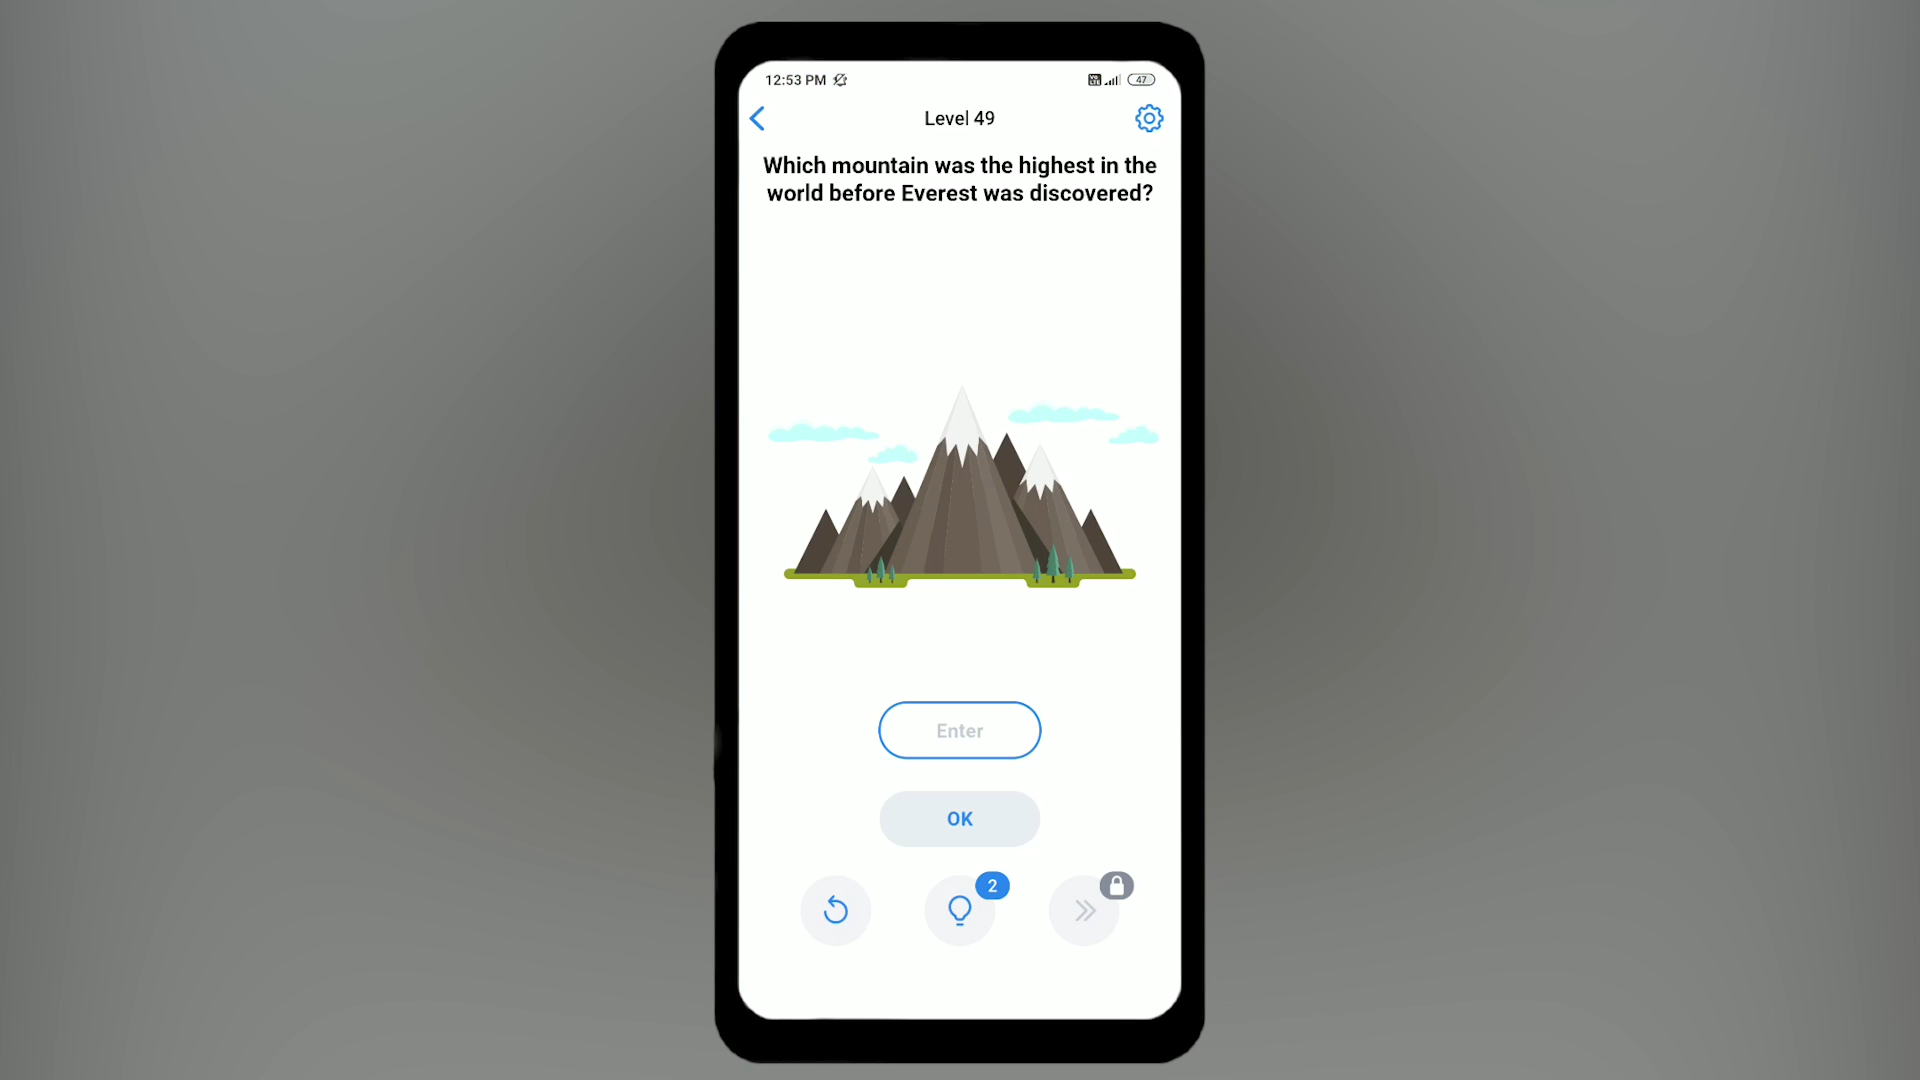 12:53 PM
47
Level 49
Which mountain was the highest in the
world before Everest was discovered?
Enter
OK
2